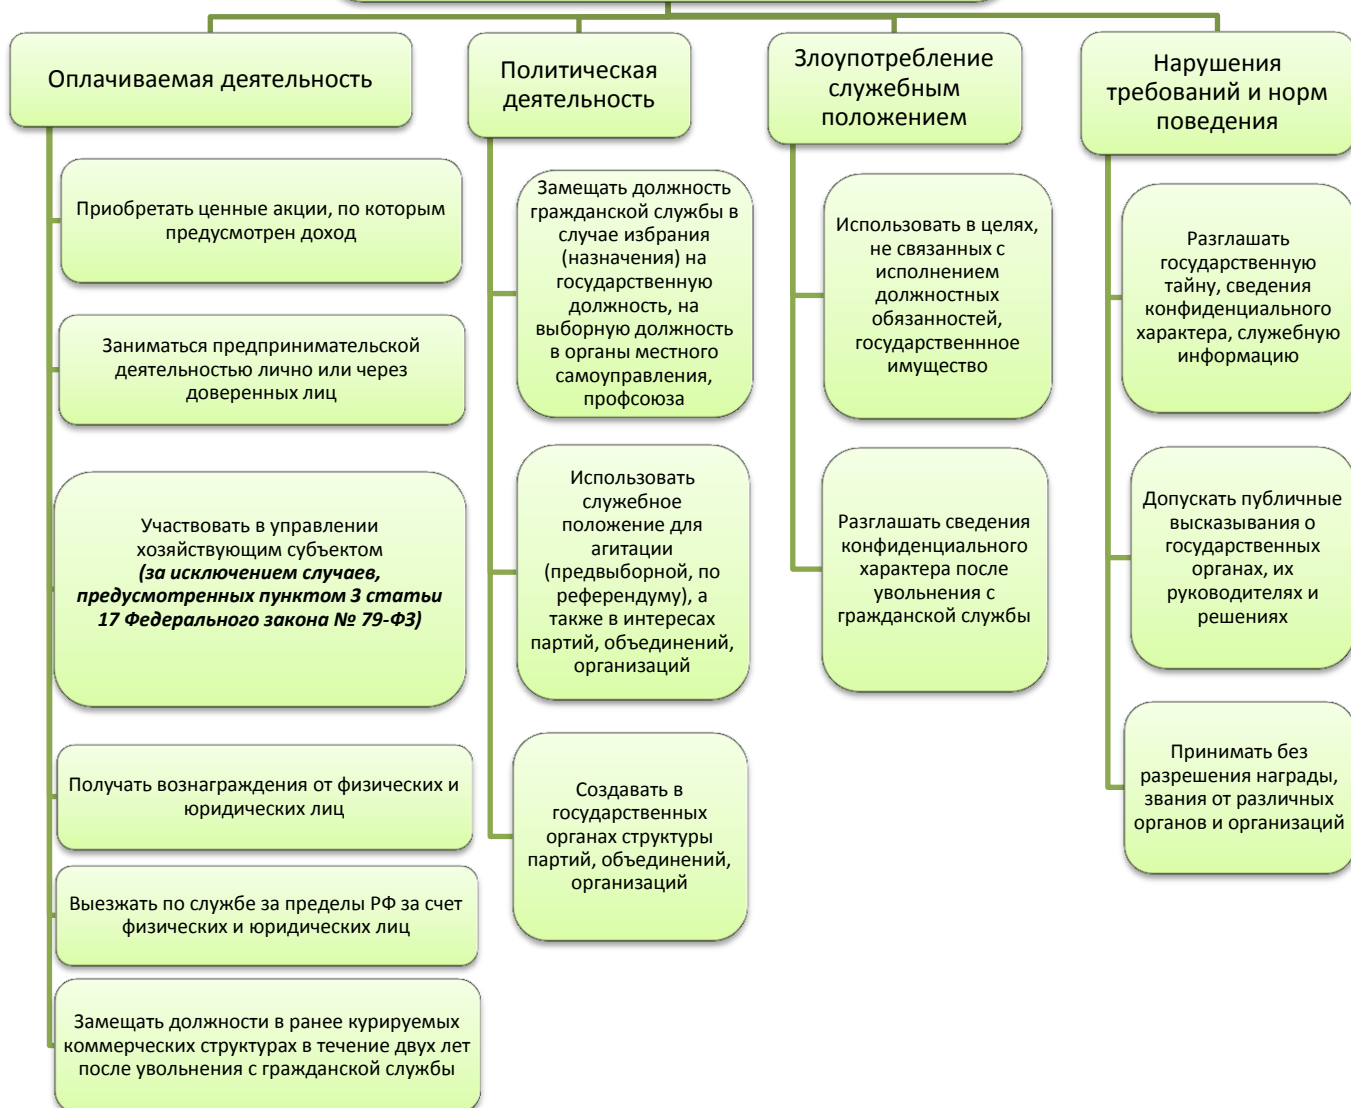 Оплачиваемая деятельность
Приобретать ценные акции, по которым
предусмотрен доход
Заниматься предпринимательской
деятельностью лично или через
доверенных лиц
Участвовать в управлении
хозяйствующим субъектом
(за исключением случаев,
предусмотренных пунктом 3 статьи
17 Федерального закона № 79-ФЗ)
Получать вознаграждения от физических и
юридических лиц
Выезжать по службе за пределы РФ за счет
физических и юридических лиц
Замещать должности в ранее курируемых
коммерческих структурах в течение двух лет
после увольнения с гражданской службы
Политическая
деятельность
Замещать должность
гражданской службы в
случае избрания
(назначения) на
государственную
должность, на
выборную должность
в органы местного
самоуправления,
профсоюза
Использовать
служебное
положение для
агитации
(предвыборной, по
референдуму), а
также в интересах
партий, объединений,
организаций
Создавать в
государственных
органах структуры
партий, объединений,
организаций
Злоупотребление
служебным
положением
Использовать в целях,
не связанных с
исполнением
должностных
обязанностей,
государственнное
имущество
Разглашать сведения
конфиденциального
характера после
увольнения с
гражданской службы
Нарушения
требований и норм
поведения
Разглашать
государственную
тайну, сведения
конфиденциального
характера, служебную
информацию
Допускать публичные
высказывания о
государственных
органах, их
руководителях и
решениях
Принимать без
разрешения награды,
звания от различных
органов и организаций